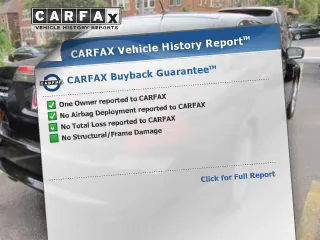 CARFAX
VEHICLE HISTORY REPORTS
CARFAX Vehicle History Report™
CARFAX Buyback Guarantee™
One Owner reported to CARFAX
No Airbag Deployment reported to CARFAX
No Total Loss reported to CARFAX
No Structural/Frame Damage
Click for Full Report